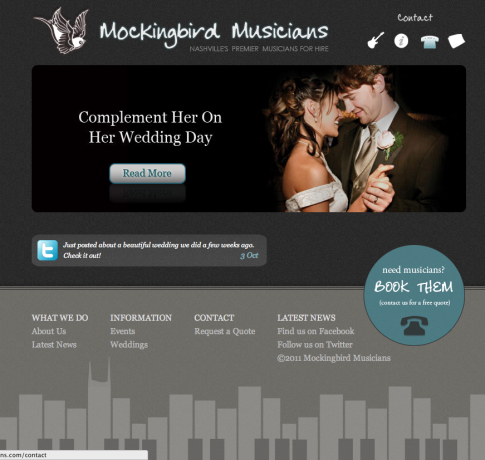 Contact
Mockingbird Musicians
NASHVILLE'S PREMIER MUSICIANS FOR HIRE
Complement Her On
Her Wedding Day
Read More
Just posted about a beautiful wedding we did a few weeks ago.
Check it out!
3 Oct
need musicians?
BOOK THEM
(contact us for a free quote)
WHAT WE DO
About Us
Latest News
INFORMATION
Events
Weddings
CONTACT
Request a Quote
LATEST NEWS
Find us on Facebook
Follow us on Twitter
©2011 Mockingbird Musicians
ns.com/contact